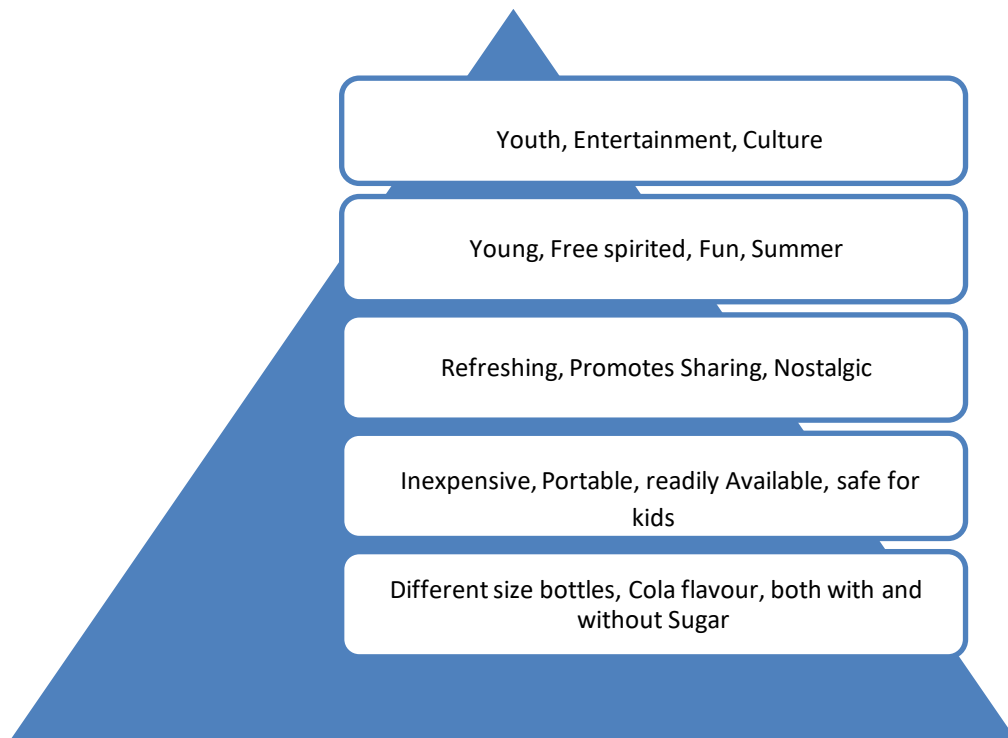 Youth, Entertainment, Culture
Young, Free spirited, Fun, Summer
Refreshing, Promotes Sharing, Nostalgic
Inexpensive, Portable, readily Available, safe for
kids
Different size bottles, Cola flavour, both with and
without Sugar